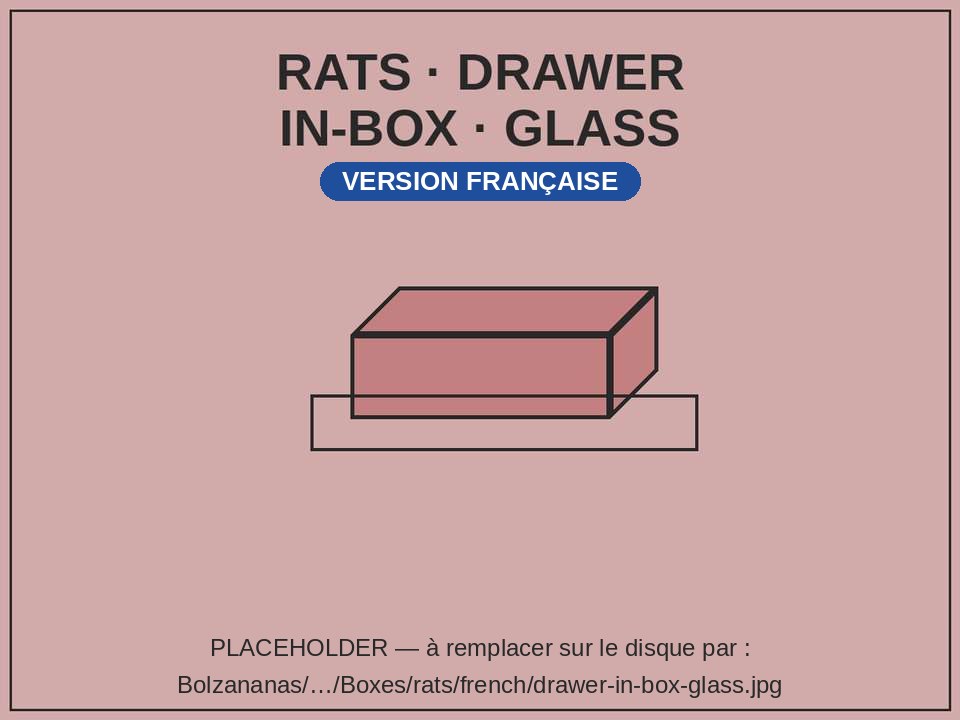 RATS · DRAWER
IN-BOX · GLASS
VERSION FRANÇAISE
PLACEHOLDER — à remplacer sur le disque par :
Bolzananas/…/Boxes/rats/french/drawer-in-box-glass.jpg